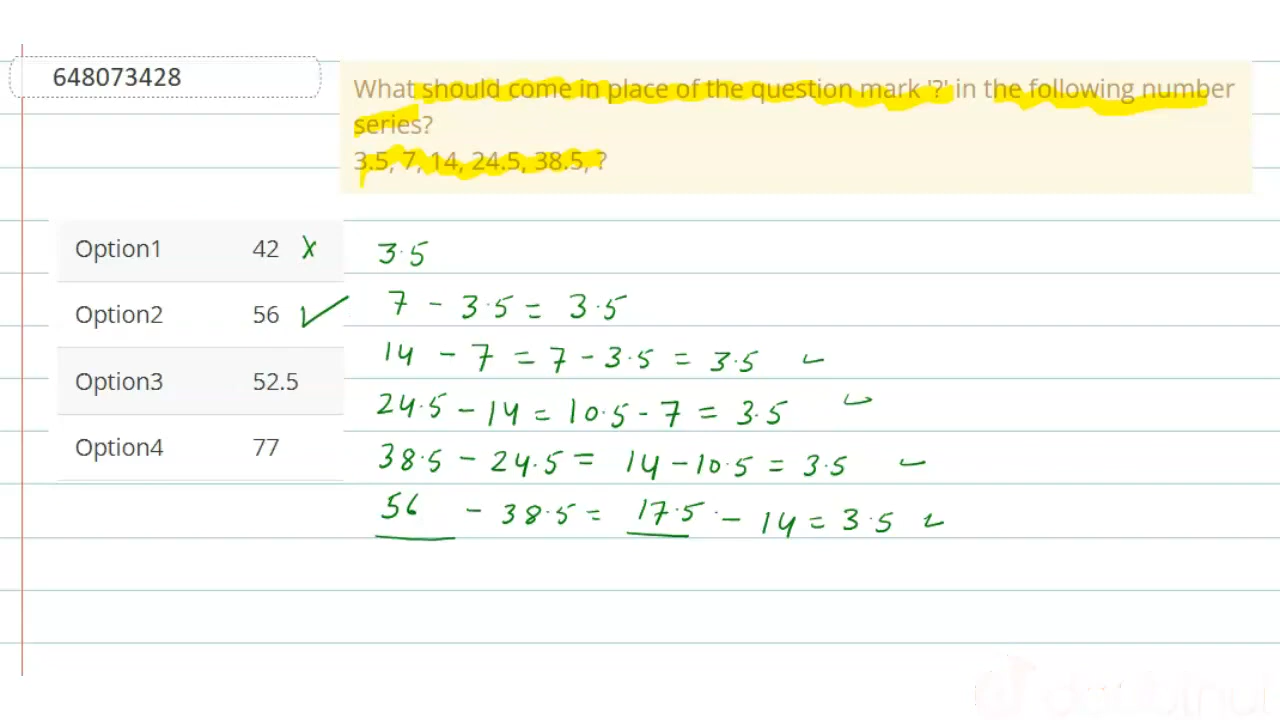 648073428
What should come in place of the question mark '?' in the following number
series?
3.5, 7, 14, 24.5, 38.5, ?
Option1 42 x
Option2 56 ✓
Option3 52.5
Option4 77
3.5
7 - 3.5 = 3.5
14 - 7 = 7 - 3.5 = 3.5 ✓
24.5 - 14 = 10.5 - 7 = 3.5 ✓
38.5 - 24.5 = 14 - 10.5 = 3.5 ✓
56 - 38.5 = 17.5 - 14 = 3.5 ✓
doubtnut